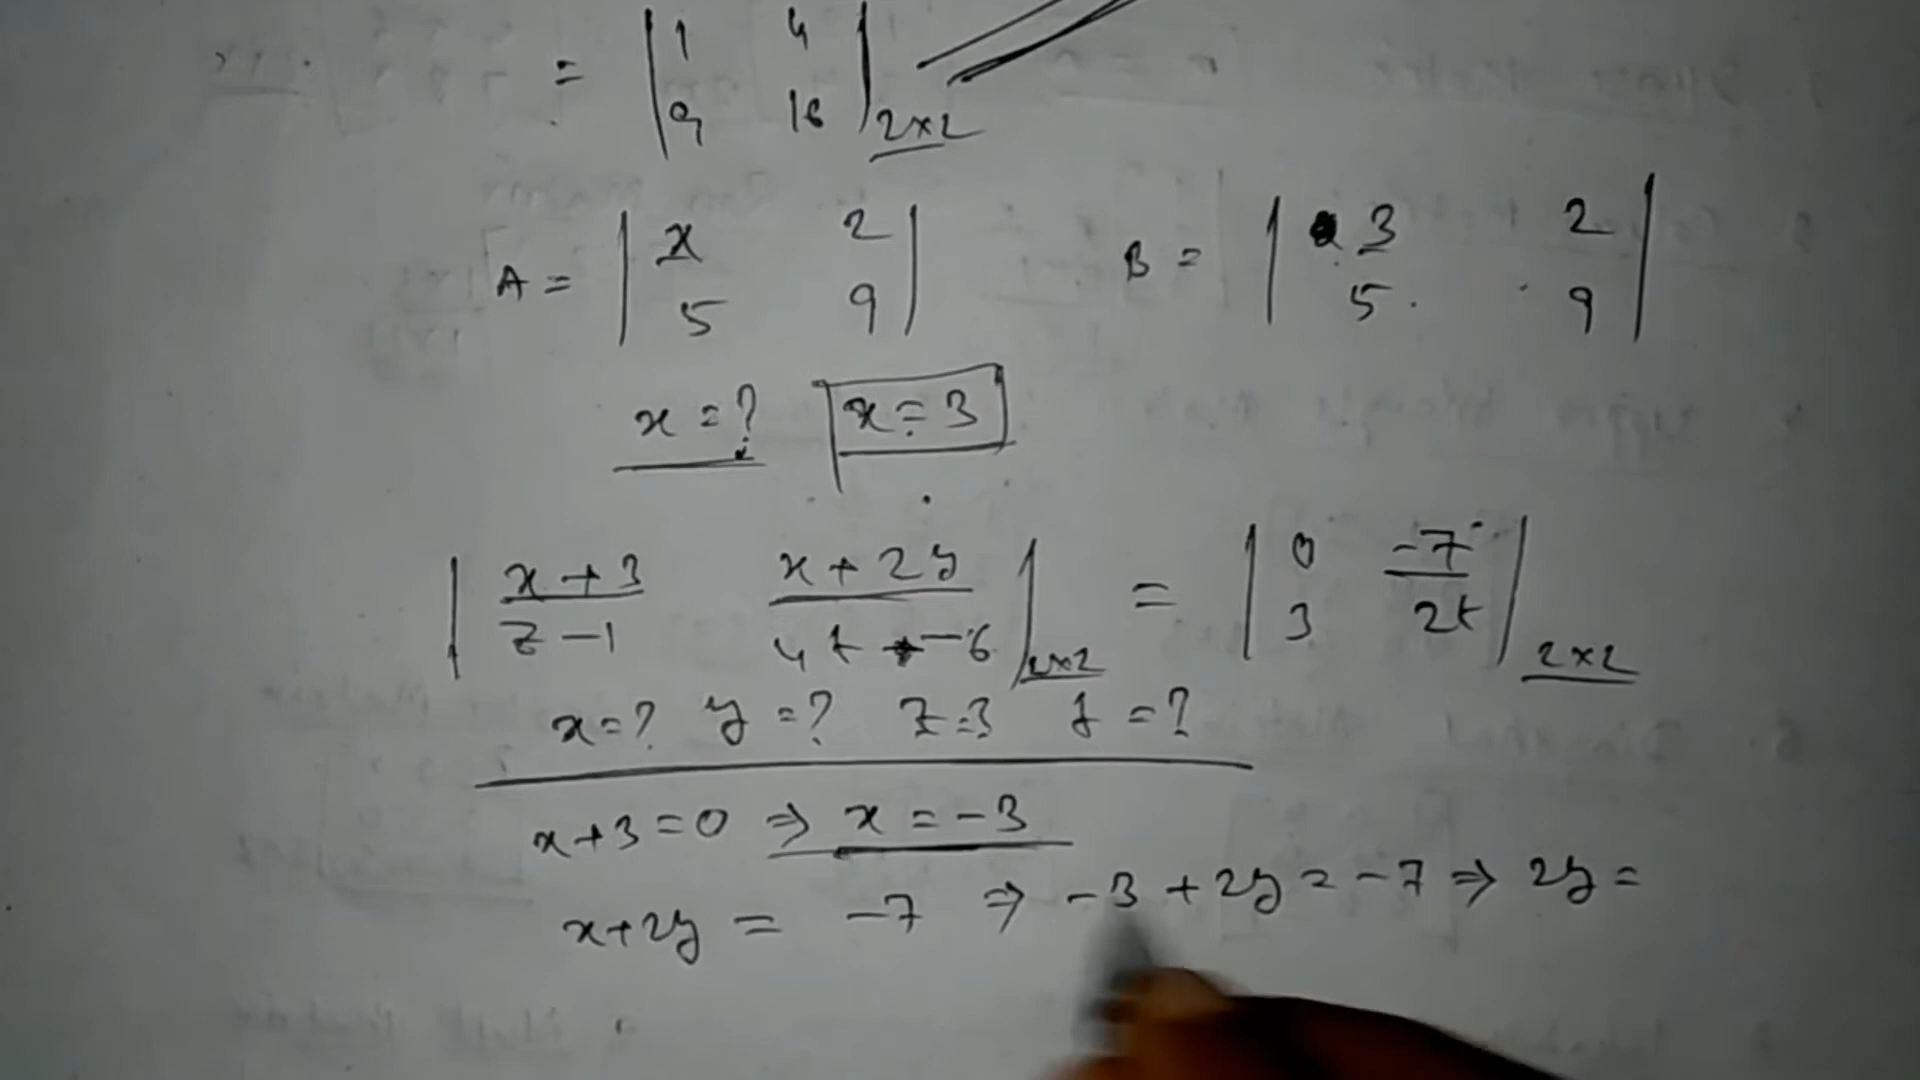 = | 1 4 |
| 9 16 | 2×2
A = | x 2 | B = | 3 2 |
| 5 9 | | 5 9 |
x = ? x = 3
| x + 3 x + 2y | = | 0 -7 |
| z - 1 4t - 6 | 2×2 | 3 2t | 2×2
x = ? y = ? z = ? t = ?
x + 3 = 0 ⇒ x = -3
x + 2y = -7 ⇒ -3 + 2y = -7 ⇒ 2y =